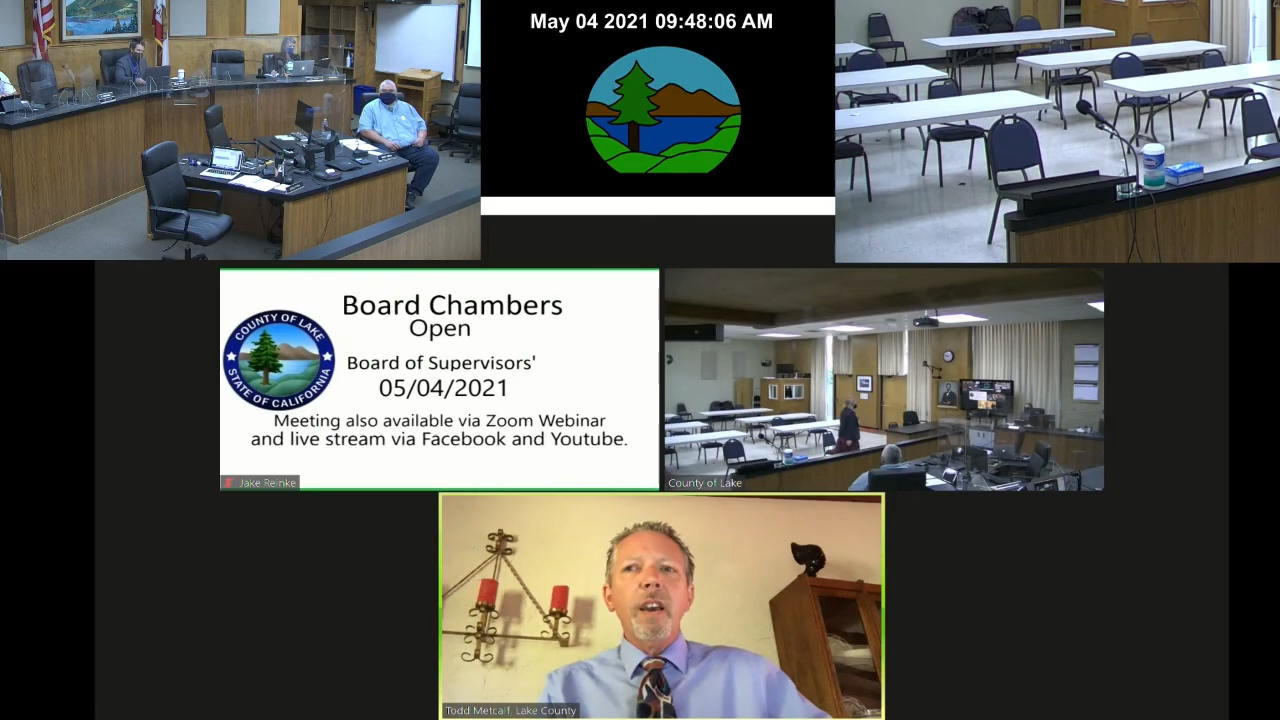 May 04 2021 09:48:06 AM
Board Chambers
Open
Board of Supervisors'
05/04/2021
Meeting also available via Zoom Webinar
and live stream via Facebook and Youtube.
COUNTY OF LAKE
STATE OF CALIFORNIA
Jake Reinke
County of Lake
Todd Metcalf, Lake County